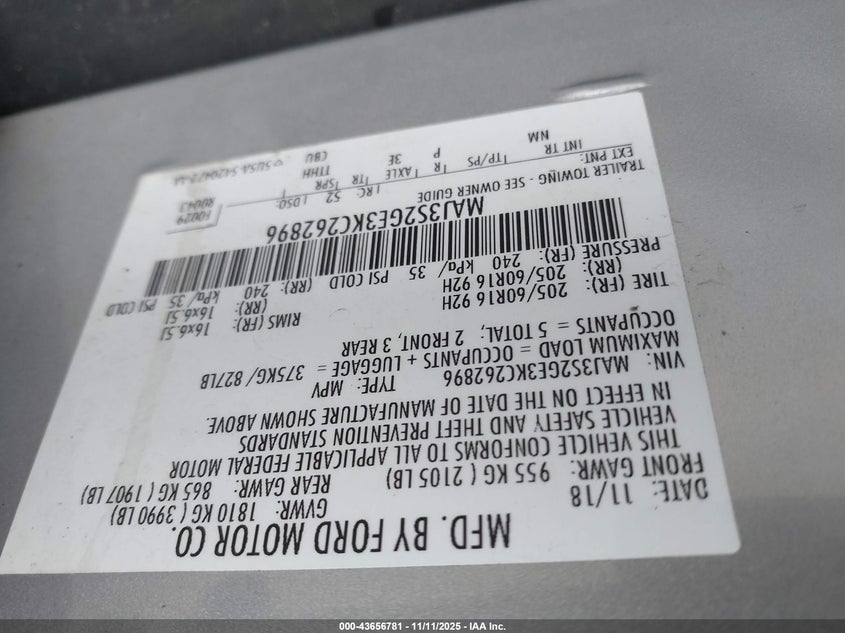 MFD. BY FORD MOTOR CO.
DATE: 11/18 GVWR: 1810 KG ( 3990 LB)
FRONT GAWR: 955 KG ( 2105 LB) REAR GAWR: 865 KG ( 1907 LB)
THIS VEHICLE CONFORMS TO ALL APPLICABLE FEDERAL MOTOR
VEHICLE SAFETY AND THEFT PREVENTION STANDARDS
IN EFFECT ON THE DATE OF MANUFACTURE SHOWN ABOVE.
VIN: MAJ3S2GE3KC262896 TYPE: MPV
MAXIMUM LOAD = OCCUPANTS + LUGGAGE = 375KG/ 827LB
OCCUPANTS = 5 TOTAL; 2 FRONT, 3 REAR
TIRE (FR): 205/60R16 92H RIMS (FR): 16x6.5J
(RR): 205/60R16 92H (RR): 16x6.5J
PRESSURE (FR): 240 kPa/ 35 PSI COLD (RR): 240 kPa/ 35 PSI COLD
MAJ3S2GE3KC262896
TRAILER TOWING - SEE OWNER GUIDE
F0029
R0043
EXT PNT: RC: 52 DSO:
INT TR TP/PS R AXLE TR SPR T
NM P 3E TTHH
CBU
000-43656781 - 11/11/2025 - IAA Inc.